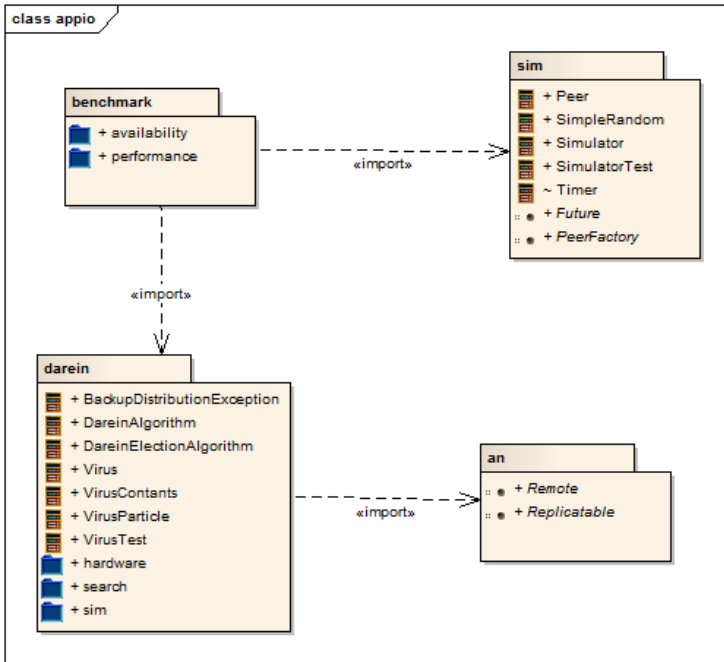 class appio
benchmark
+ availability
+ performance
«import»
sim
+ Peer
+ SimpleRandom
+ Simulator
+ SimulatorTest
~ Timer
+ Future
+ PeerFactory
«import»
darein
+ BackupDistributionException
+ DareinAlgorithm
+ DareinElectionAlgorithm
+ Virus
+ VirusContants
+ VirusParticle
+ VirusTest
+ hardware
+ search
+ sim
«import»
an
+ Remote
+ Replicatable